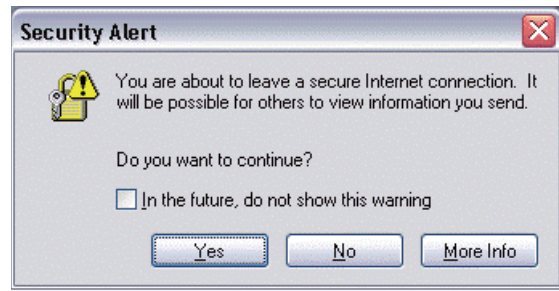 Security Alert
You are about to leave a secure Internet connection. It
will be possible for others to view information you send.
Do you want to continue?
In the future, do not show this warning
Yes No More Info